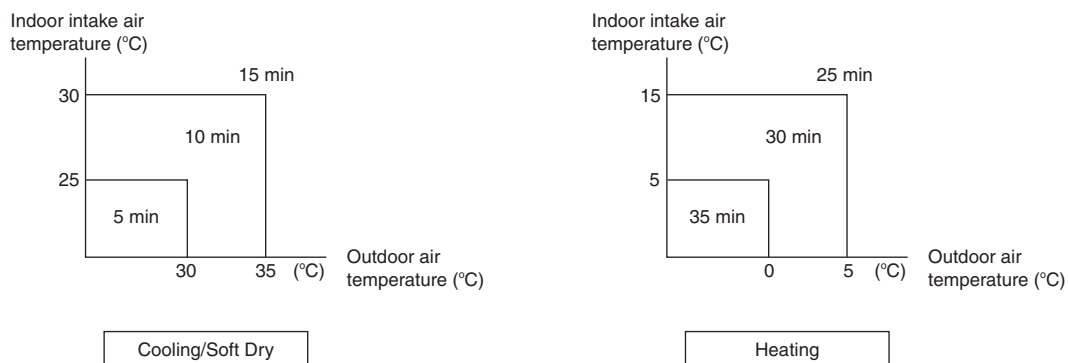 Indoor intake air
temperature (°C)
15 min
30
10 min
25
5 min
30 35 (°C)
Outdoor air
temperature (°C)
Cooling/Soft Dry
Indoor intake air
temperature (°C)
25 min
15
30 min
5
35 min
0 5 (°C)
Outdoor air
temperature (°C)
Heating